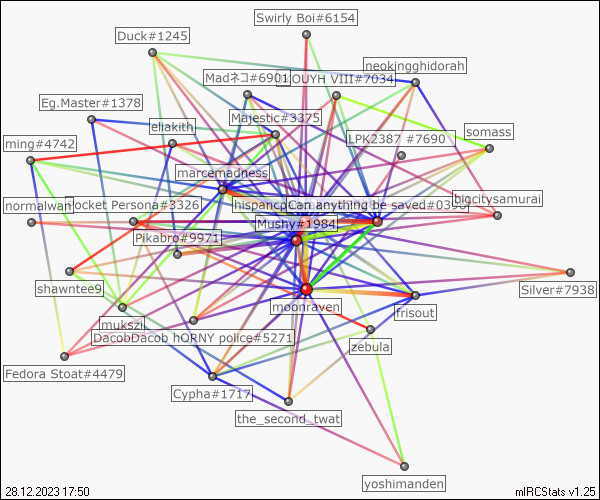 Swirly Boi#6154
Duck#1245
neokingghidorah
Madネコ#6901
OUYH VIII#7034
Eg.Master#1378
Majestic#3375
eliakith
somass
ming#4742
LPK2387 #7690
marcemadness
bigcitysamurai
normalwan
ocket Persona#3326
Can anything be saved#039
Mushy#1984
Pikabro#9971
shawntee9
Silver#7938
moonraven
frisout
mukszi
DacobDacob hORNY police#5271
zebula
Fedora Stoat#4479
Cypha#1717
the_second_twat
yoshimanden
28.12.2023 17:50
mIRCStats v1.25